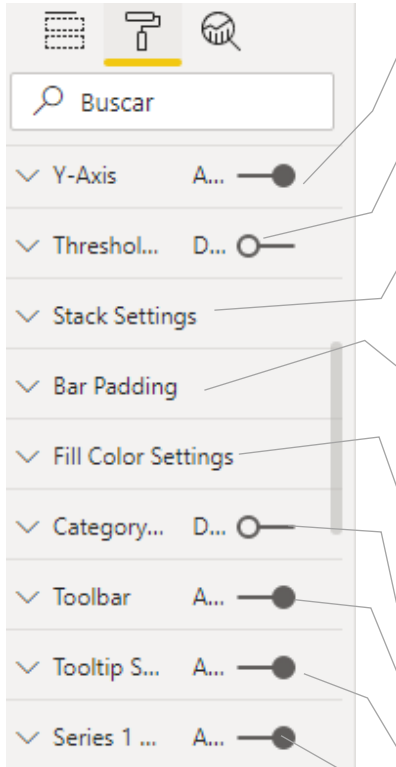 Buscar
Y-Axis A...
Threshol... D...
Stack Settings
Bar Padding
Fill Color Settings
Category... D...
Toolbar A...
Tooltip S... A...
Series 1 ... A...